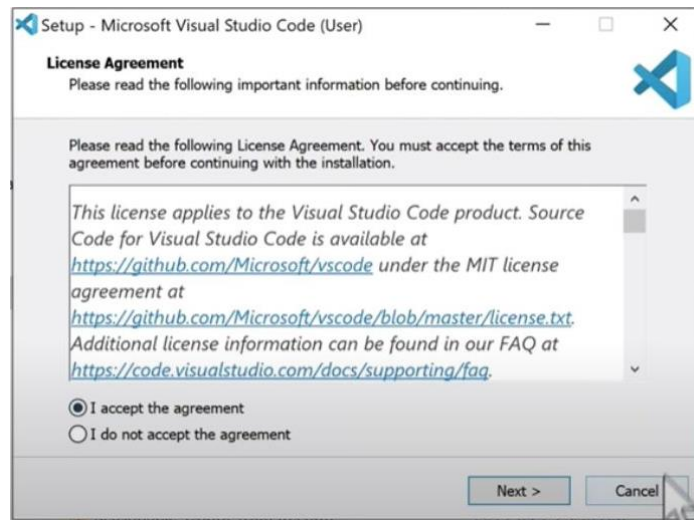 Setup - Microsoft Visual Studio Code (User)
License Agreement
Please read the following important information before continuing.
Please read the following License Agreement. You must accept the terms of this
agreement before continuing with the installation.
This license applies to the Visual Studio Code product. Source
Code for Visual Studio Code is available at
https://github.com/Microsoft/vscode under the MIT license
agreement at
https://github.com/Microsoft/vscode/blob/master/license.txt.
Additional license information can be found in our FAQ at
https://code.visualstudio.com/docs/supporting/faq.
I accept the agreement
I do not accept the agreement
Next >
Cancel